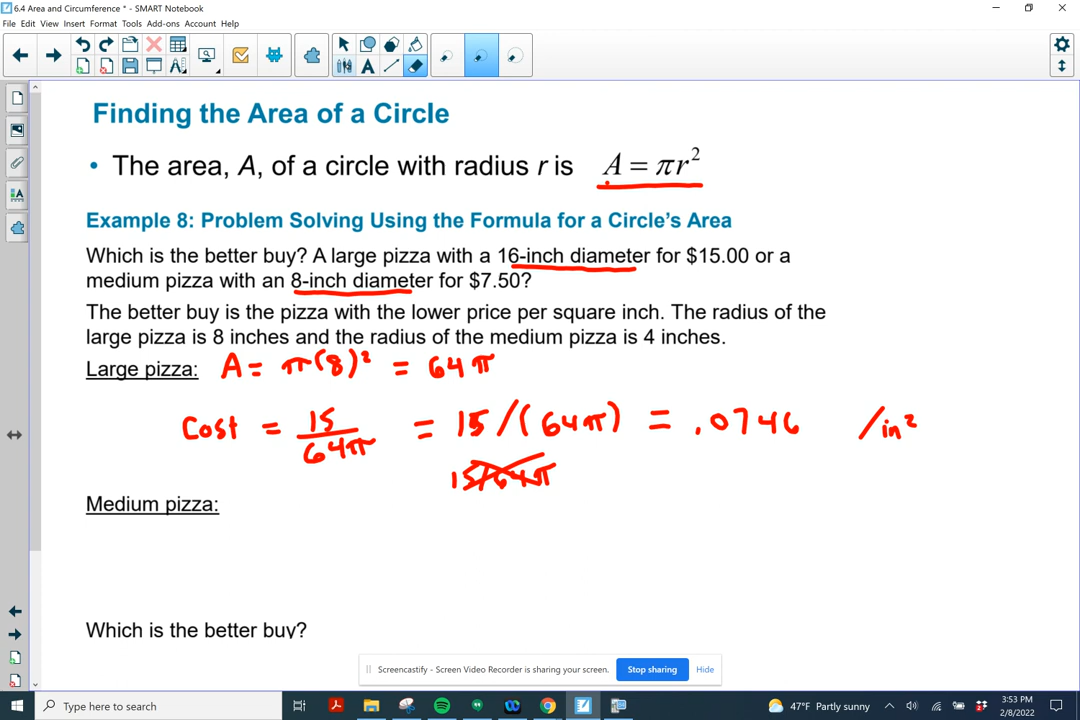 6.4 Area and Circumference * - SMART Notebook
File Edit View Insert Format Tools Add-ons Account Help
Finding the Area of a Circle
• The area, A, of a circle with radius r is A = πr²
Example 8: Problem Solving Using the Formula for a Circle's Area
Which is the better buy? A large pizza with a 16-inch diameter for $15.00 or a
medium pizza with an 8-inch diameter for $7.50?
The better buy is the pizza with the lower price per square inch. The radius of the
large pizza is 8 inches and the radius of the medium pizza is 4 inches.
Large pizza: A = π(8)² = 64π
Cost = 15/64π = 15/(64π) = .0746 /in²
15/64π
Medium pizza:
Which is the better buy?
Screencastify - Screen Video Recorder is sharing your screen. Stop sharing Hide
Type here to search
47°F Partly sunny
3:53 PM
2/8/2022